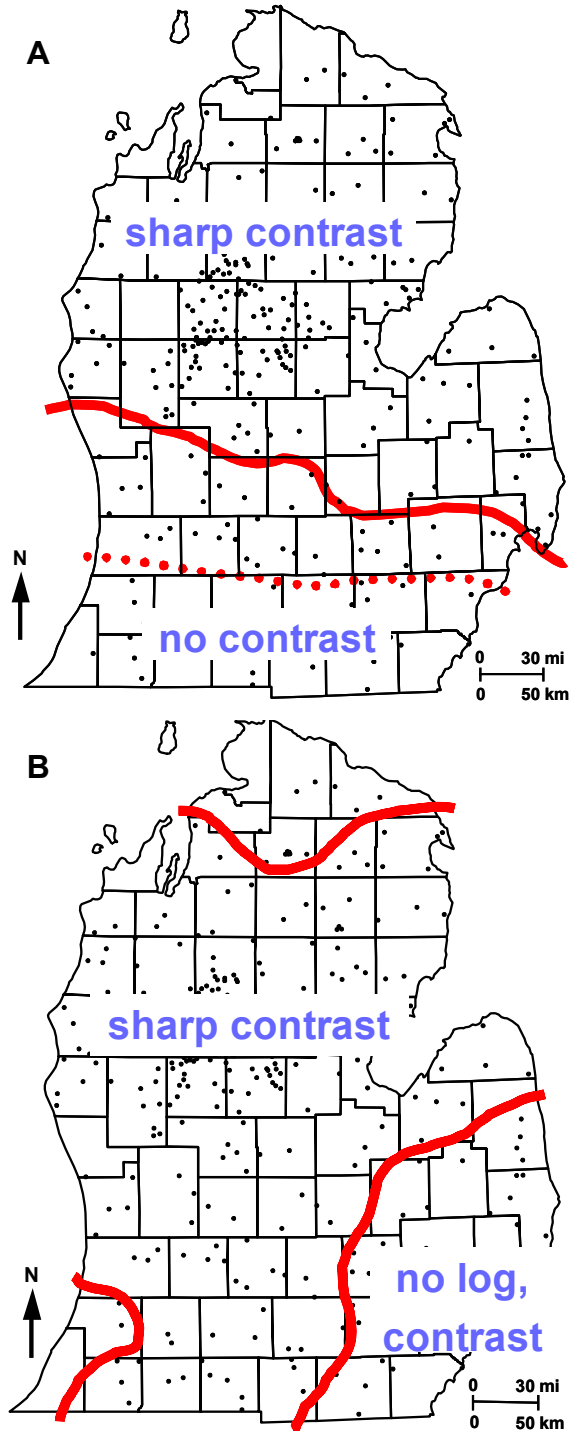 A
sharp contrast
N
no contrast
0 30 mi
0 50 km
B
sharp contrast
N
no log,
contrast
0 30 mi
0 50 km